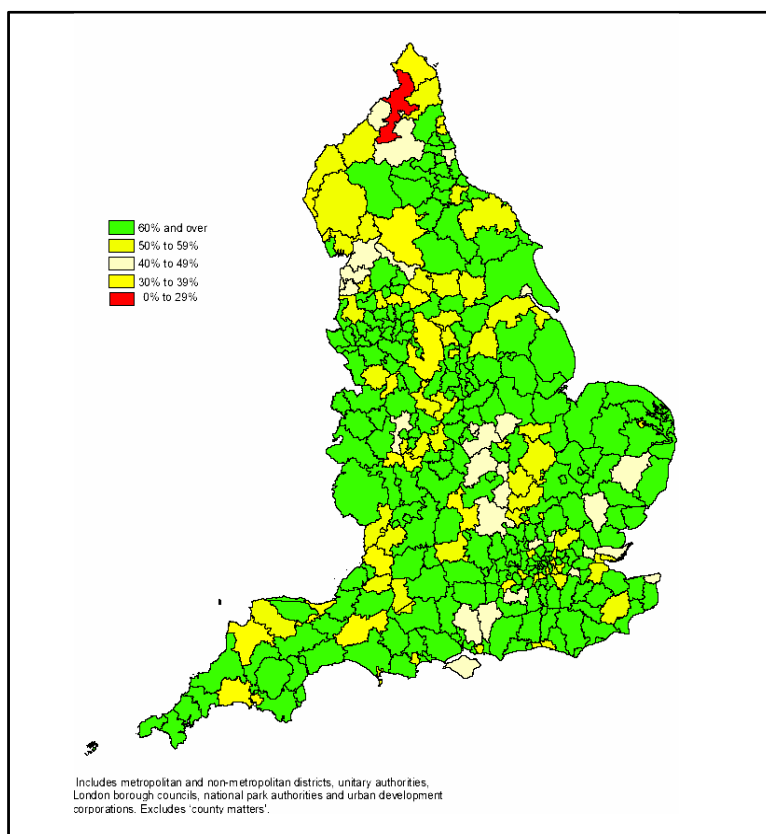 60% and over
50% to 59%
40% to 49%
30% to 39%
0% to 29%
Includes metropolitan and non-metropolitan districts, unitary authorities,
London borough councils, national park authorities and urban development
corporations. Excludes ‘county matters’.